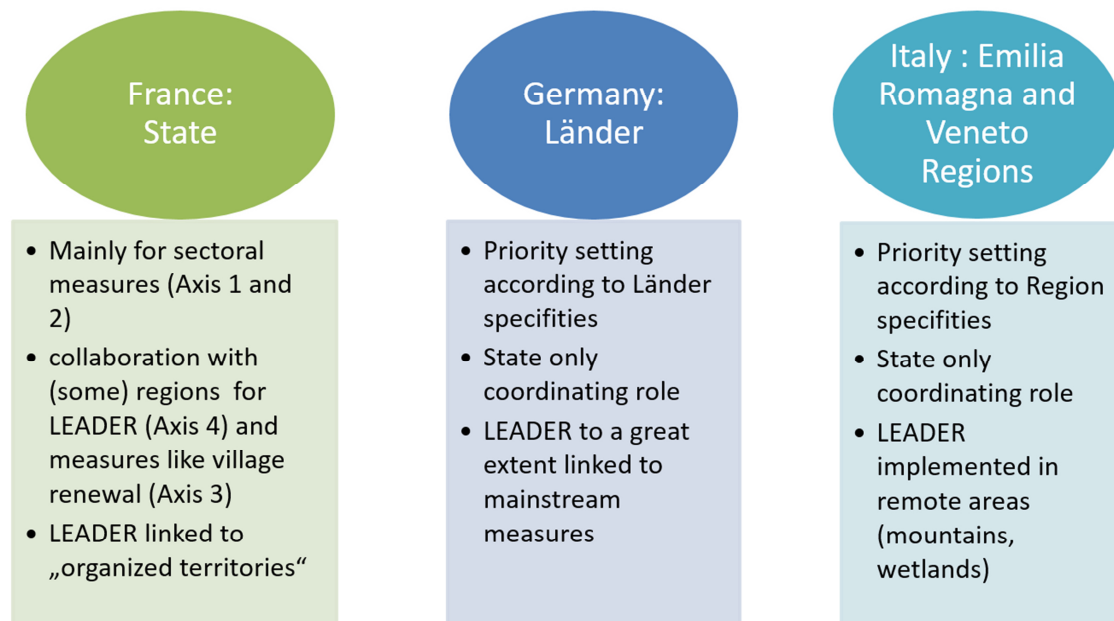 France:
State
• Mainly for sectoral
measures (Axis 1 and
2)
• collaboration with
(some) regions  for
LEADER (Axis 4) and
measures like village
renewal (Axis 3)
• LEADER linked to
„organized territories“
Germany:
Länder
• Priority setting
according to Länder
specifities
• State only
coordinating role
• LEADER to a great
extent linked to
mainstream
measures
Italy : Emilia
Romagna and
Veneto
Regions
• Priority setting
according to Region
specifities
• State only
coordinating role
• LEADER
implemented in
remote areas
(mountains,
wetlands)